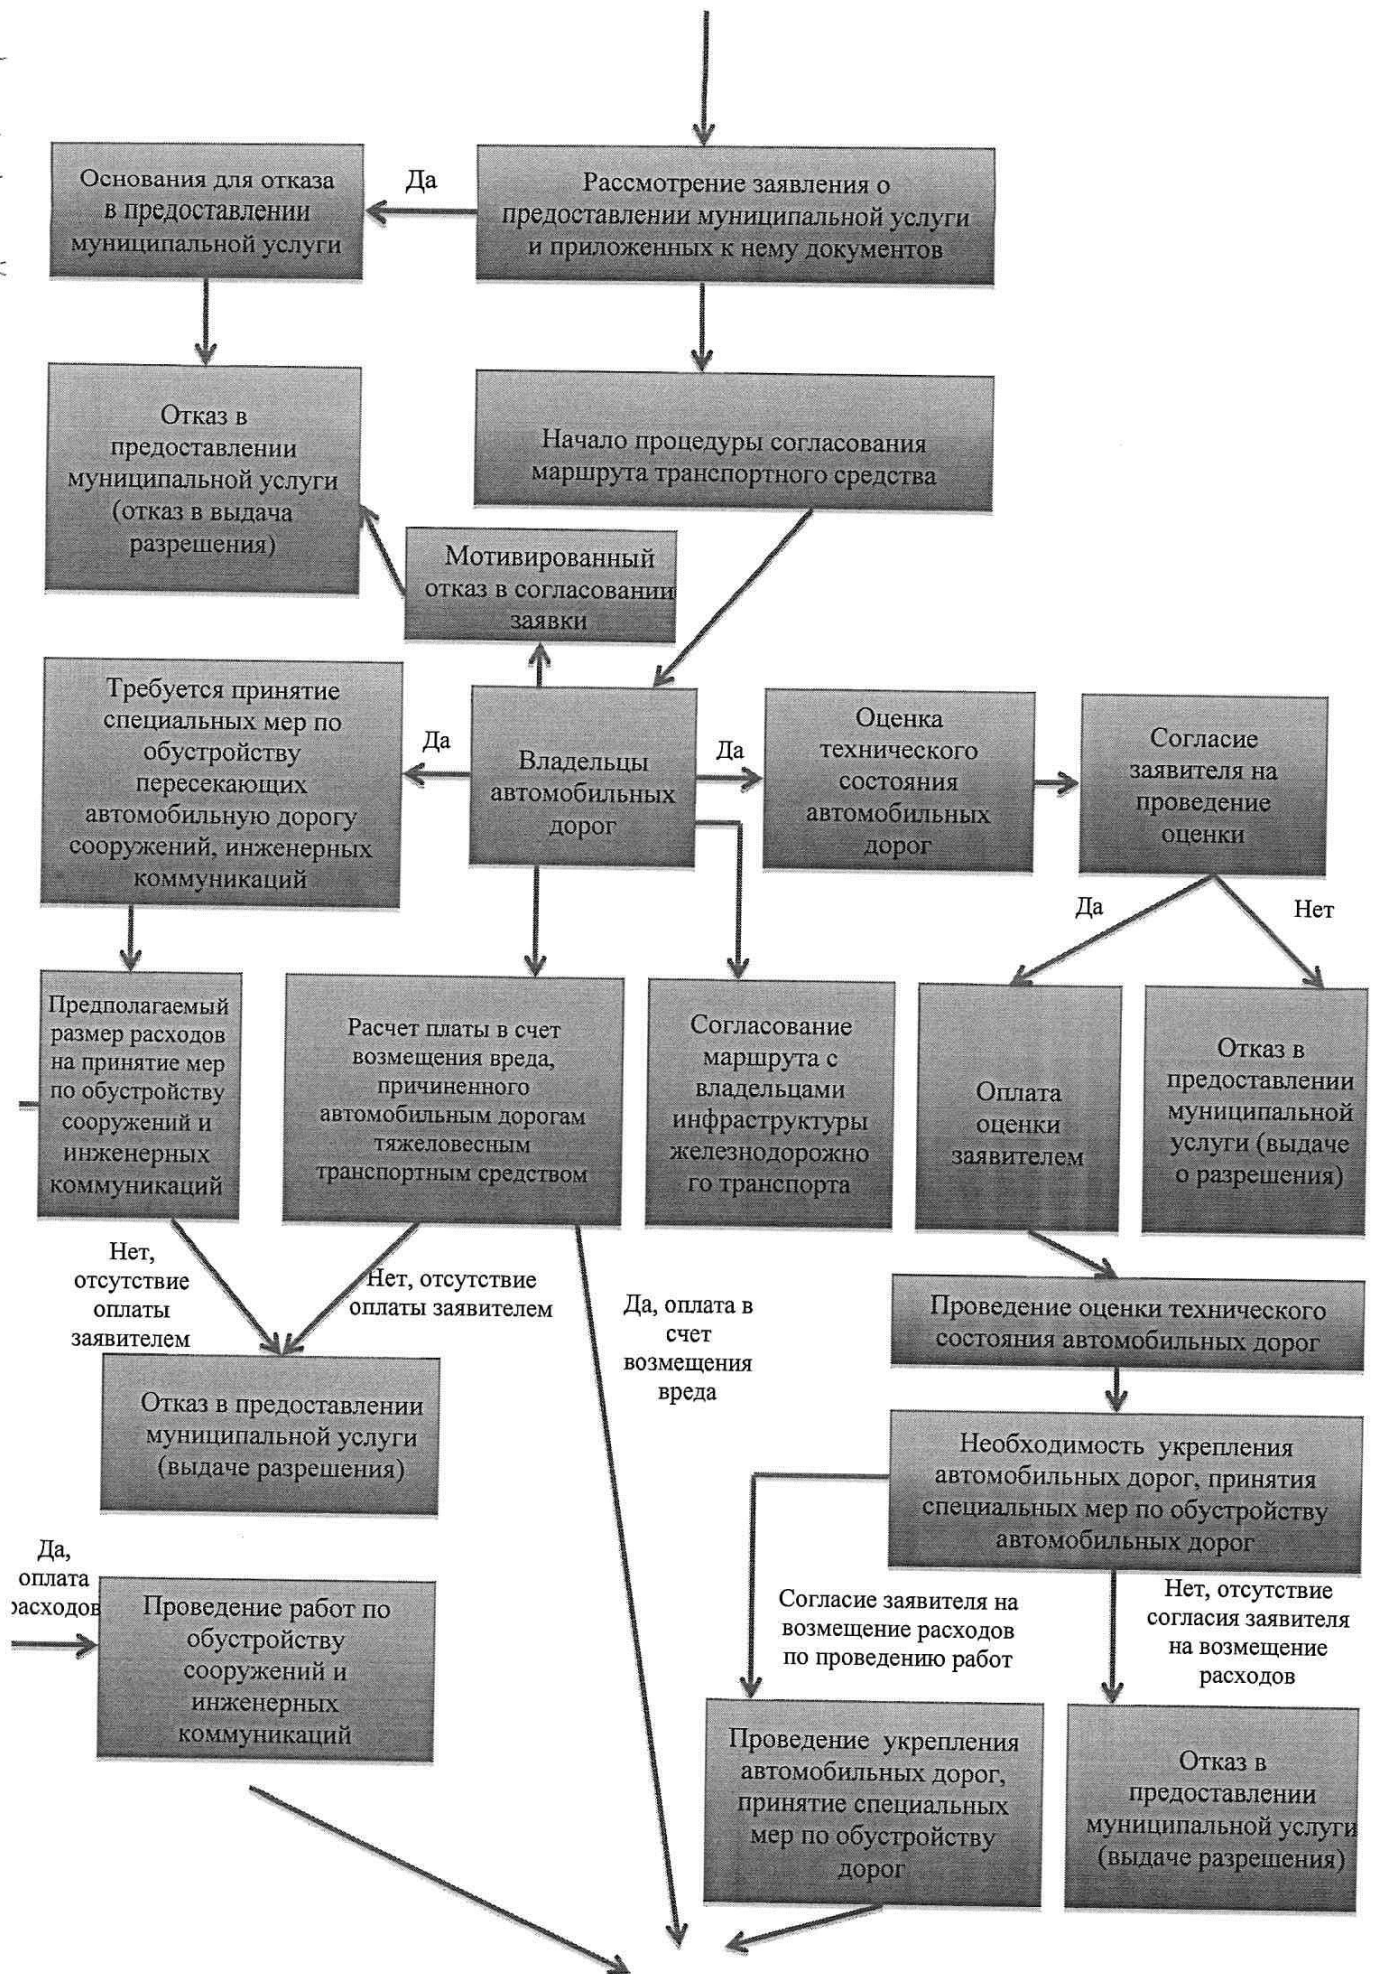 Основания для отказа
в предоставлении
муниципальной услуги
Да
Рассмотрение заявления о
предоставлении муниципальной услуги
и приложенных к нему документов
Отказ в
предоставлении
муниципальной услуги
(отказ в выдача
разрешения)
Начало процедуры согласования
маршрута транспортного средства
Мотивированный
отказ в согласовании
заявки
Требуется принятие
специальных мер по
обустройству
пересекающих
автомобильную дорогу
сооружений, инженерных
коммуникаций
Да
Владельцы
автомобильных
дорог
Да
Оценка
технического
состояния
автомобильных
дорог
Согласие
заявителя на
проведение
оценки
Да
Нет
Предполагаемый
размер расходов
на принятие мер
по обустройству
сооружений и
инженерных
коммуникаций
Расчет платы в счет
возмещения вреда,
причиненного
автомобильным дорогам
тяжеловесным
транспортным средством
Согласование
маршрута с
владельцами
инфраструктуры
железнодорожно
го транспорта
Оплата
оценки
заявителем
Отказ в
предоставлении
муниципальной
услуги (выдаче
о разрешения)
Нет,
отсутствие
оплаты
заявителем
Нет, отсутствие
оплаты заявителем
Да, оплата в
счет
возмещения
вреда
Проведение оценки технического
состояния автомобильных дорог
Отказ в предоставлении
муниципальной услуги
(выдаче разрешения)
Необходимость укрепления
автомобильных дорог, принятия
специальных мер по обустройству
автомобильных дорог
Да,
оплата
расходов
Проведение работ по
обустройству
сооружений и
инженерных
коммуникаций
Согласие заявителя на
возмещение расходов
по проведению работ
Нет, отсутствие
согласия заявителя
на возмещение
расходов
Проведение укрепления
автомобильных дорог,
принятие специальных
мер по обустройству
дорог
Отказ в
предоставлении
муниципальной услуги
(выдаче разрешения)